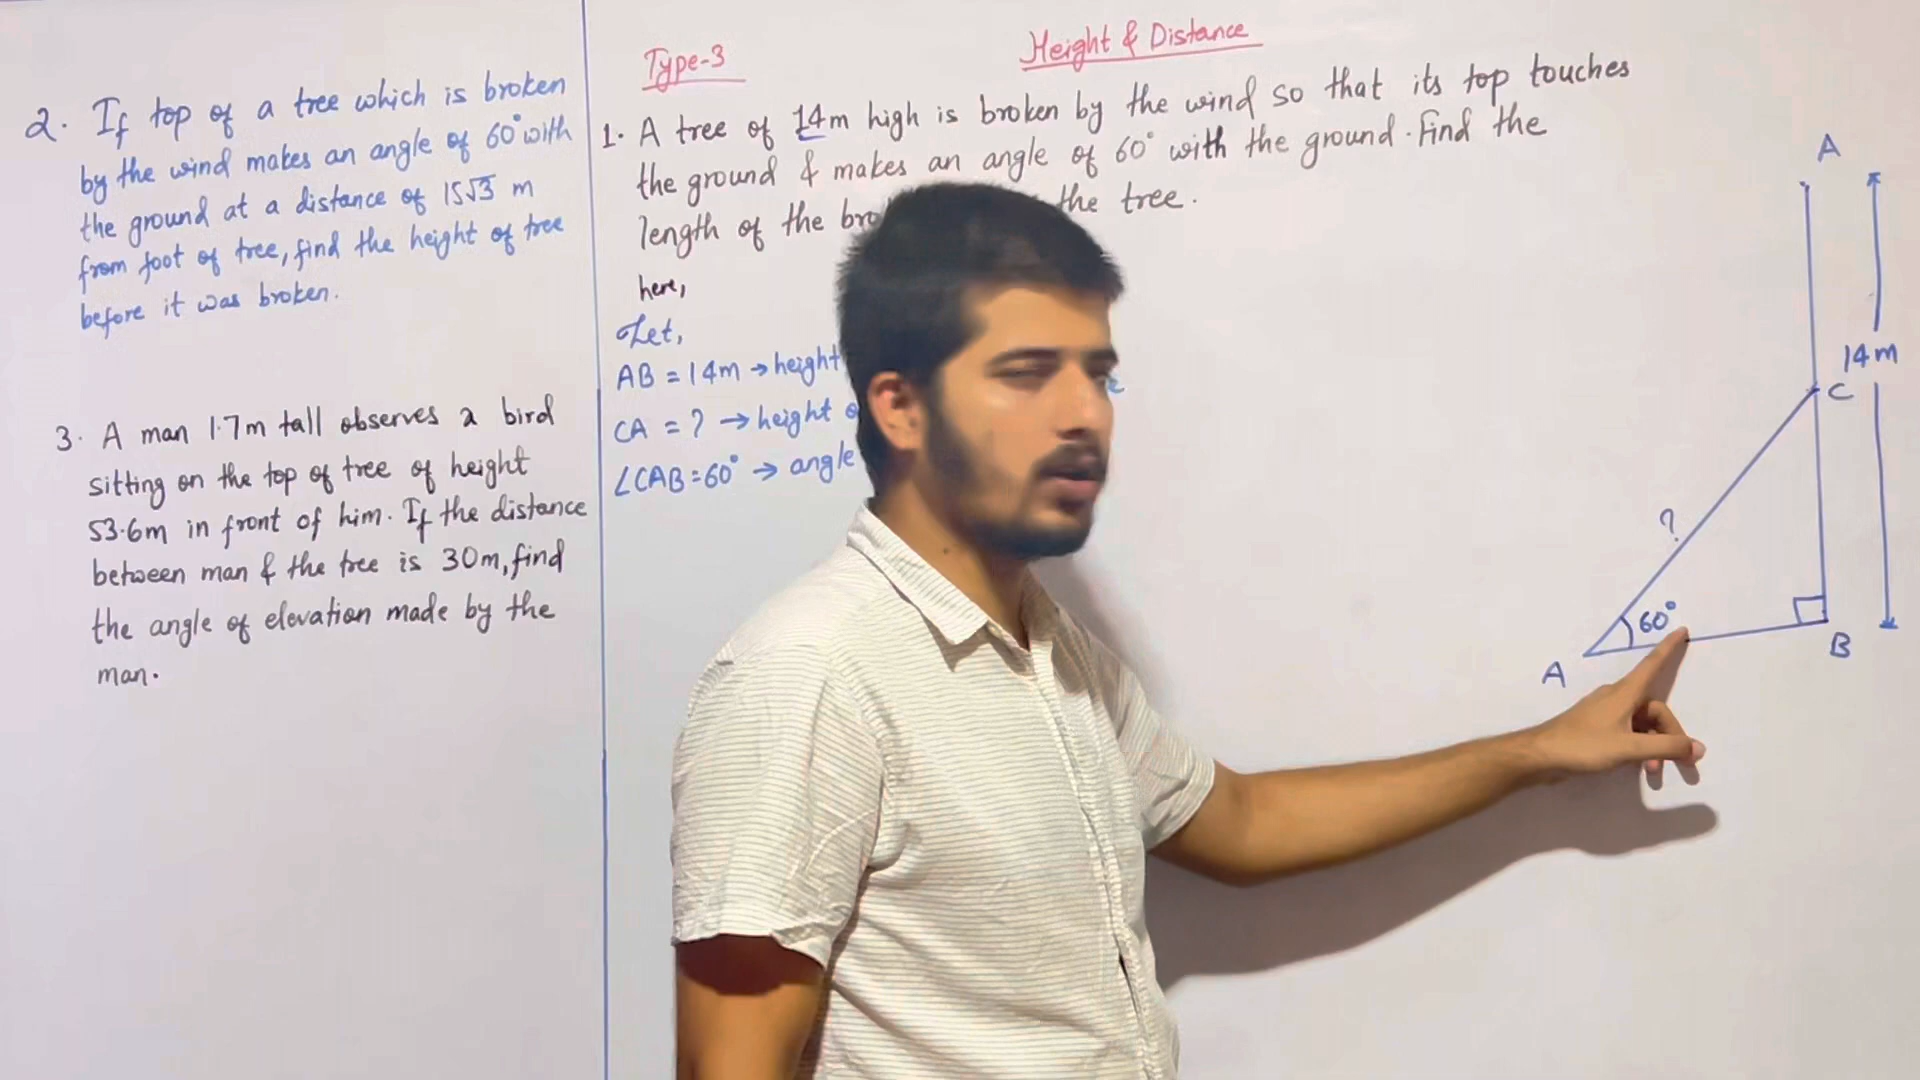 Type-3
Height & Distance
1. A tree of 14m high is broken by the wind so that its top touches
the ground & makes an angle of 60° with the ground. Find the
length of the bro the tree.
here,
Let,
AB = 14m → height
CA = ? → height
∠CAB = 60° → angle
A
14m
C
?
60°
A
B
2. If top of a tree which is broken
by the wind makes an angle of 60° with
the ground at a distance of 15√3 m
from foot of tree, find the height of tree
before it was broken.
3. A man 1.7m tall observes a bird
sitting on the top of tree of height
53.6m in front of him. If the distance
between man & the tree is 30m, find
the angle of elevation made by the
man.